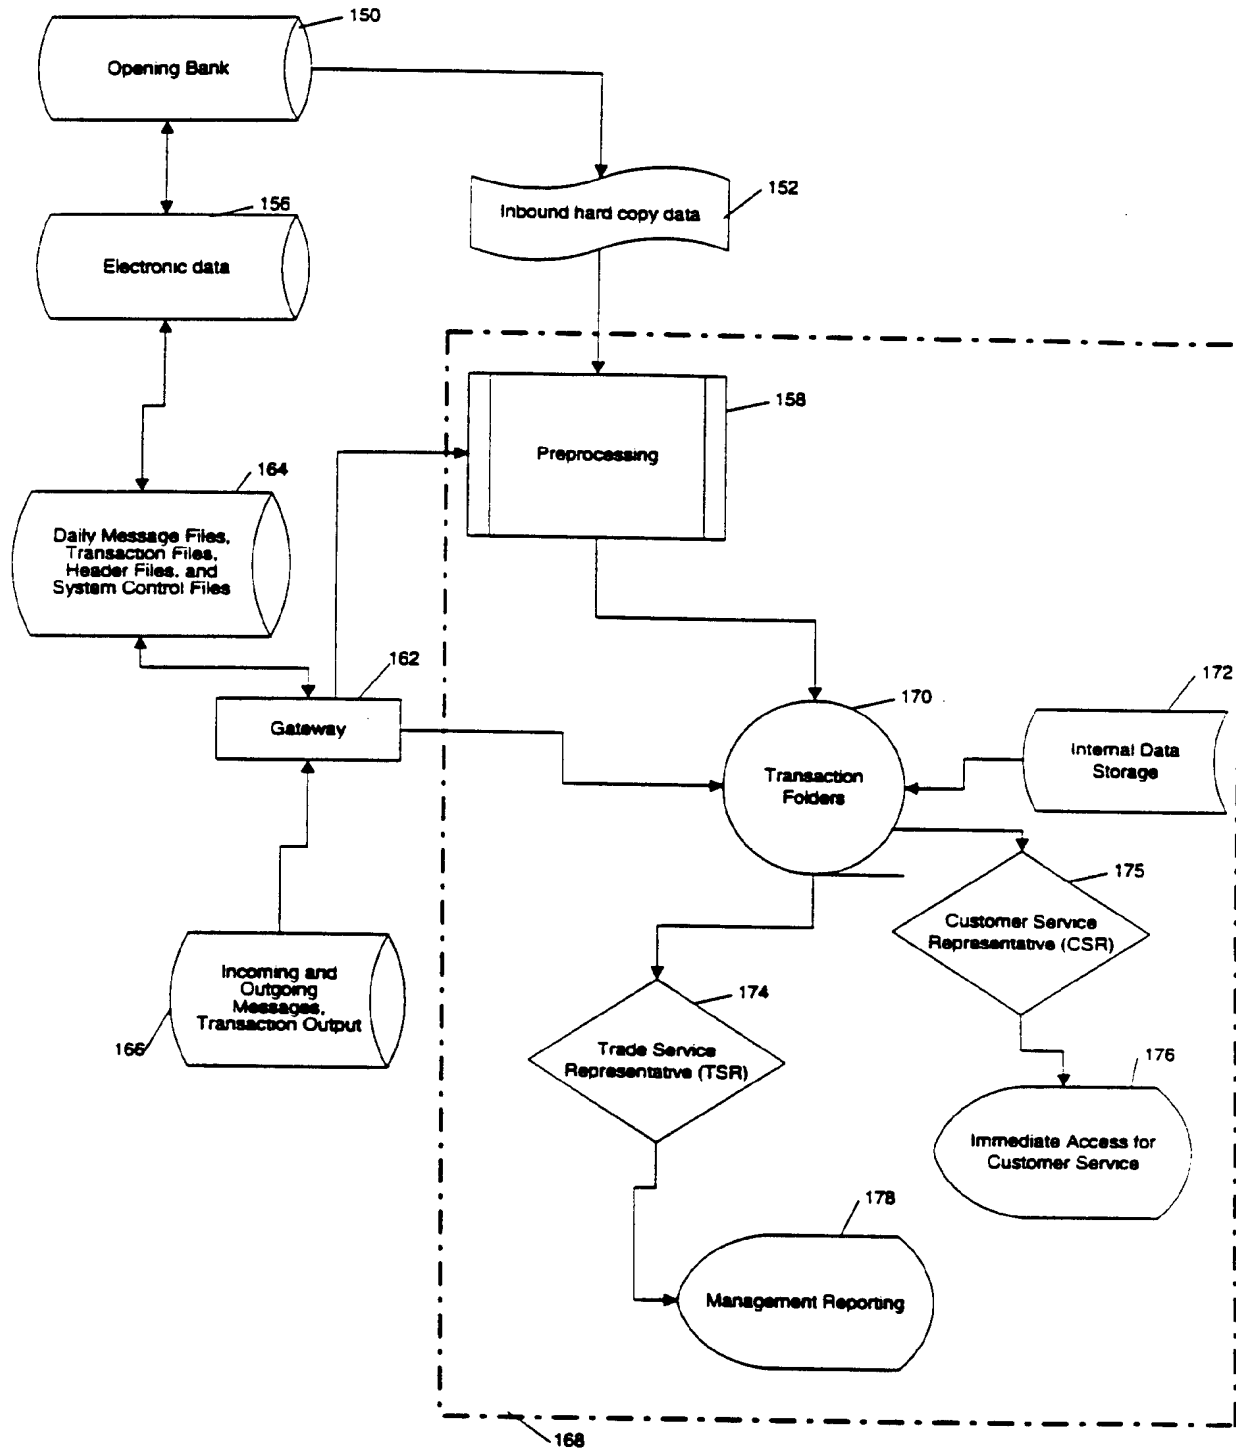 150
Opening Bank
152
Inbound hard copy data
156
Electronic data
158
Preprocessing
164
Daily Message Files,
Transaction Files,
Header Files, and
System Control Files
162
Gateway
170
Transaction
Folders
172
Internal Data
Storage
175
Customer Service
Representative (CSR)
166
Incoming and
Outgoing
Messages,
Transaction Output
174
Trade Service
Representative (TSR)
176
Immediate Access for
Customer Service
178
Management Reporting
168